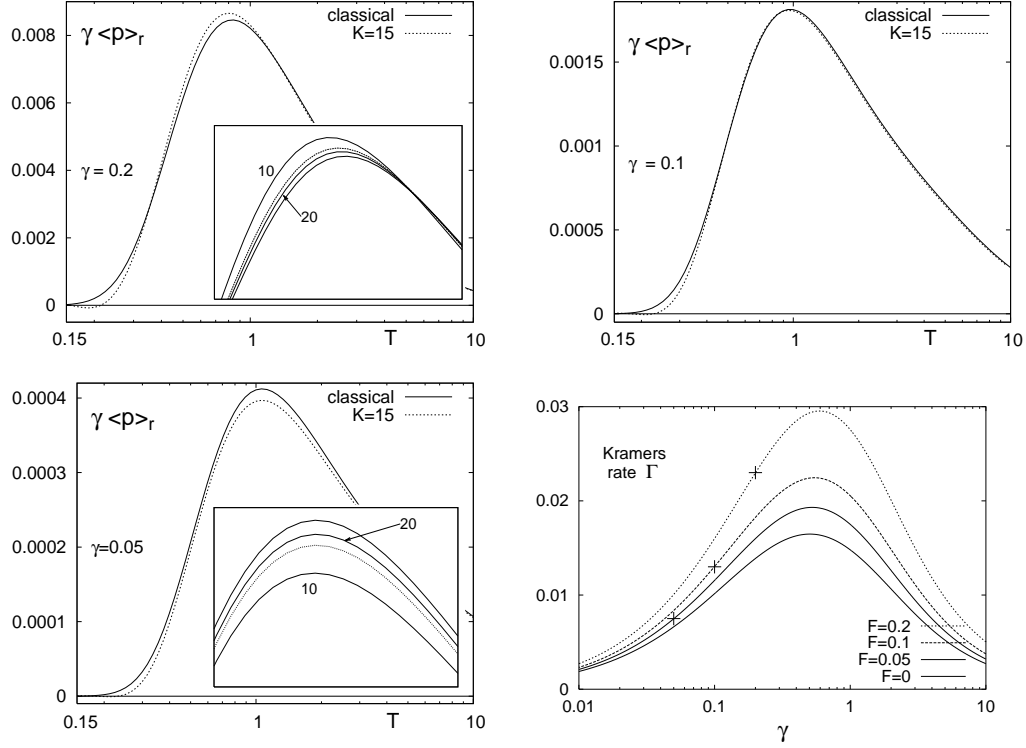 γ <p>r
classical
K=15
0.008
0.006
γ = 0.2
0.004
10
20
0.002
0
0.15
1
T
10
γ <p>r
classical
K=15
0.0015
γ = 0.1
0.001
0.0005
0
0.15
1
T
10
γ <p>r
classical
K=15
0.0004
0.0003
0.0002
γ=0.05
20
10
0.0001
0
0.15
1
T
10
0.03
Kramers
rate Γ
0.02
0.01
F=0.2
F=0.1
F=0.05
F=0
0
0.01
0.1
1
10
γ